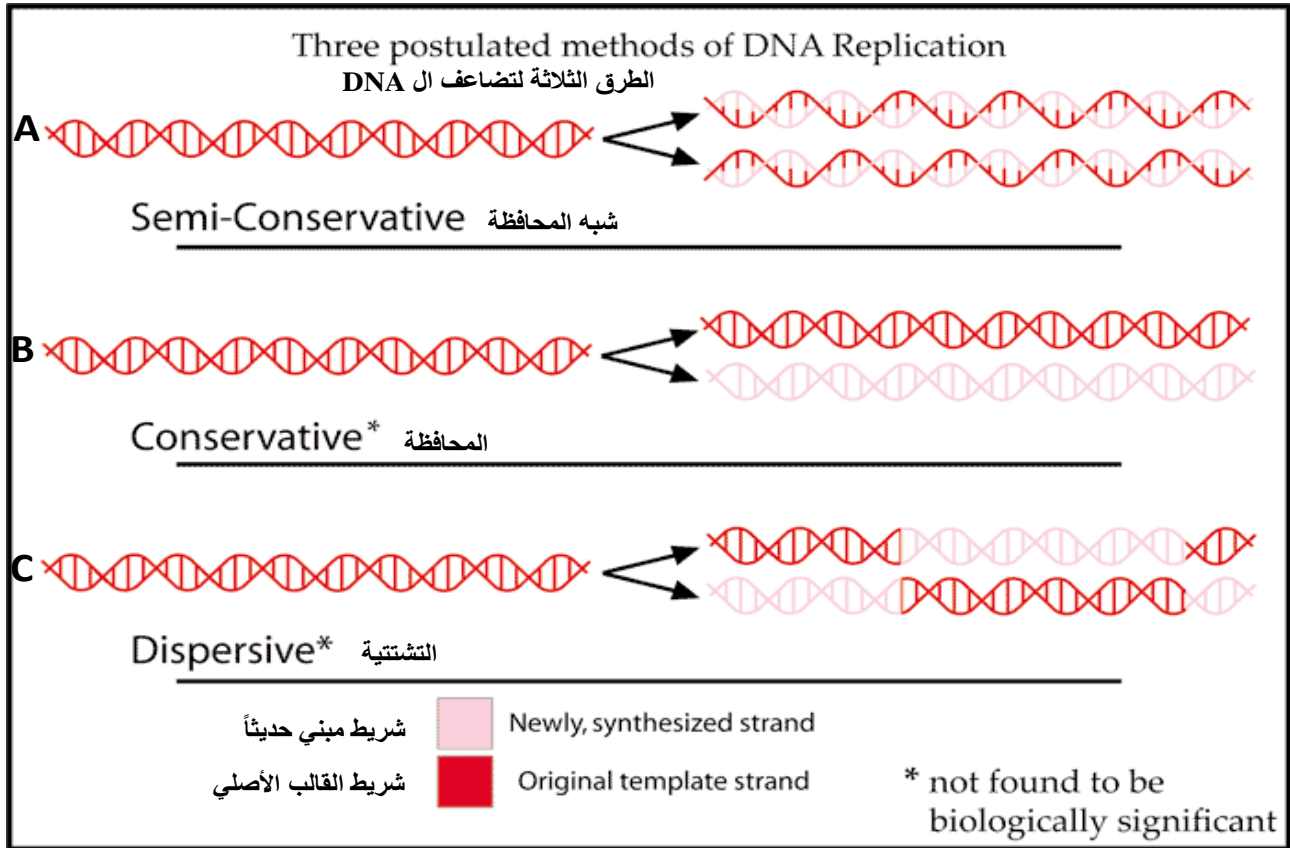 Three postulated methods of DNA Replication
الطرق الثلاثة لتضاعف ال DNA
A
Semi-Conservative شبه المحافظة
B
Conservative* المحافظة
C
Dispersive* التشتتية
شريط مبني حديثاً Newly, synthesized strand
شريط القالب الأصلي Original template strand
* not found to be
biologically significant